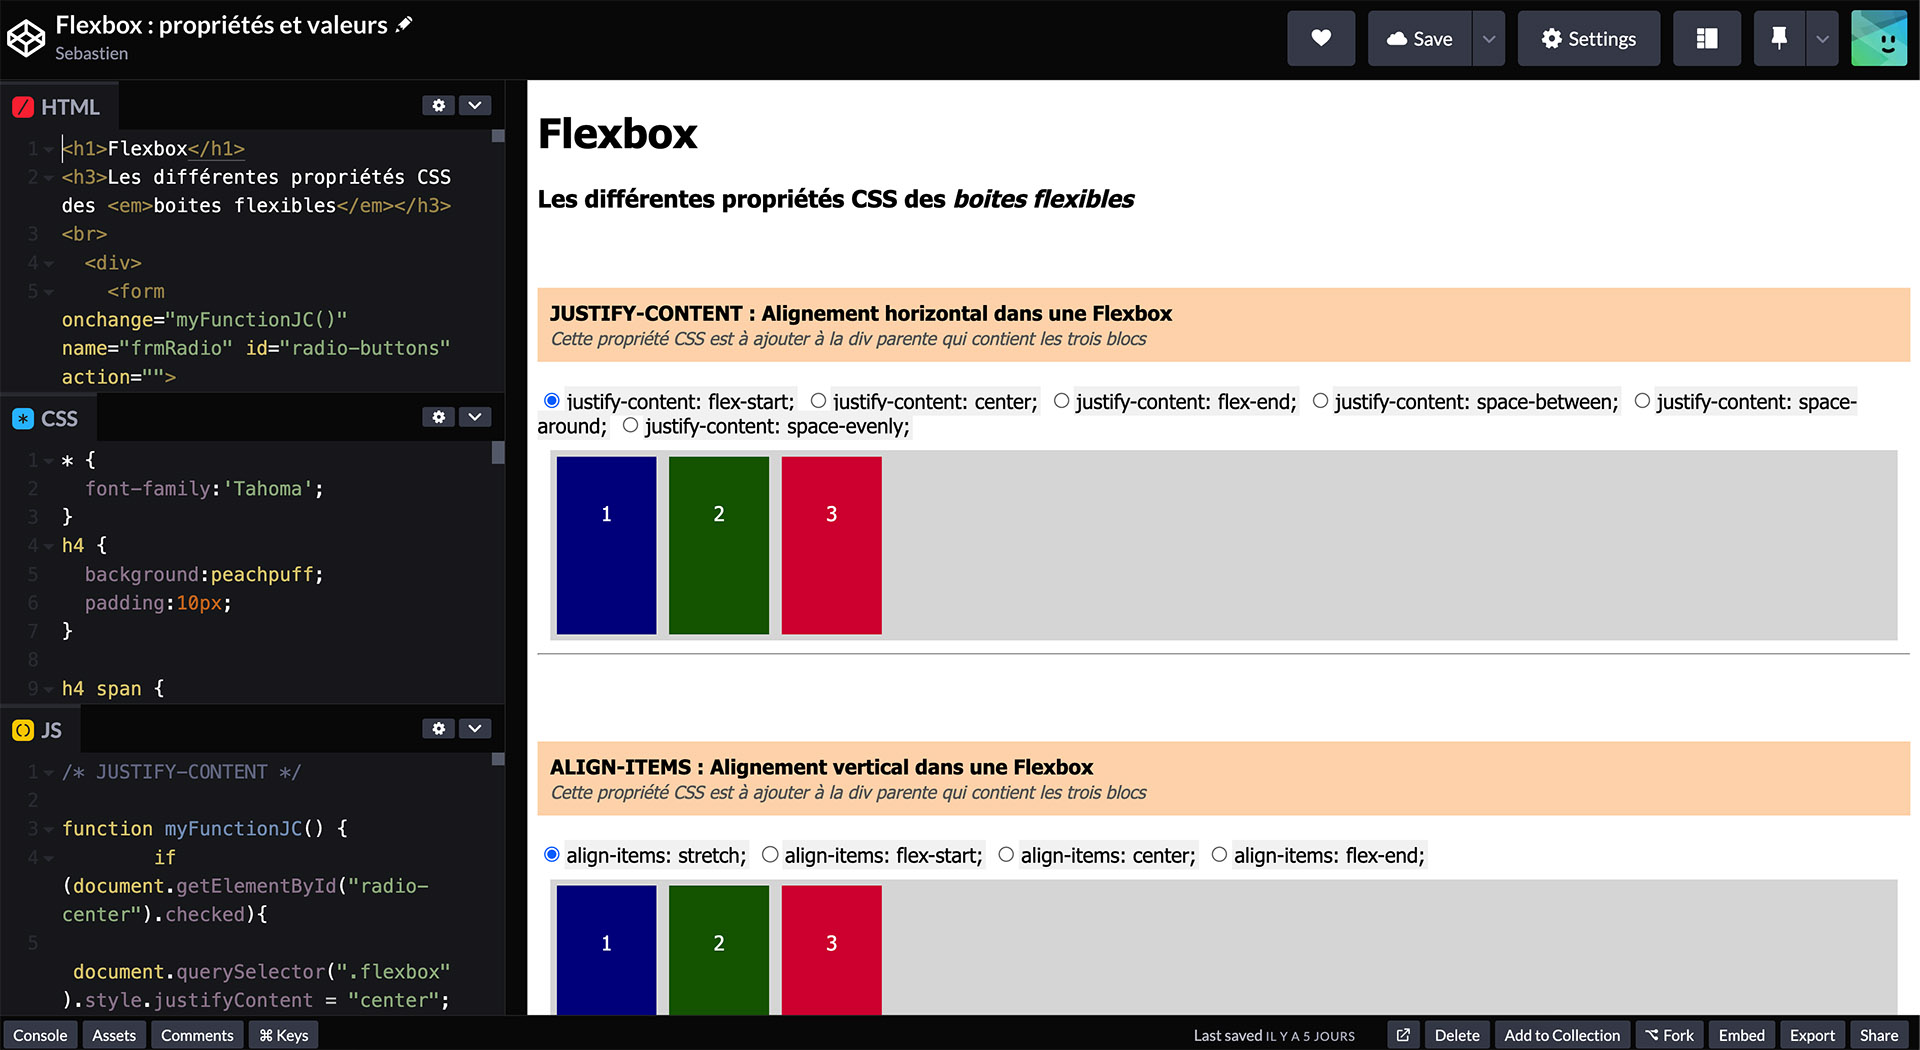 Flexbox : propriétés et valeurs
Sebastien
Save
Settings
HTML
1 <h1>Flexbox</h1>
2 <h3>Les différentes propriétés CSS
des <em>boites flexibles</em></h3>
3 <br>
4 <div>
5 <form
onchange="myFunctionJC()"
name="frmRadio" id="radio-buttons"
action="">
CSS
1 * {
2 font-family:'Tahoma';
3 }
4 h4 {
5 background:peachpuff;
6 padding:10px;
7 }
8
9 h4 span {
JS
1 /* JUSTIFY-CONTENT */
2
3 function myFunctionJC() {
4 if
(document.getElementById("radio-
center").checked){
5
document.querySelector(".flexbox"
).style.justifyContent = "center";
Flexbox
Les différentes propriétés CSS des boites flexibles
JUSTIFY-CONTENT : Alignement horizontal dans une Flexbox
Cette propriété CSS est à ajouter à la div parente qui contient les trois blocs
justify-content: flex-start; justify-content: center; justify-content: flex-end; justify-content: space-between; justify-content: space-
around; justify-content: space-evenly;
1 2 3
ALIGN-ITEMS : Alignement vertical dans une Flexbox
Cette propriété CSS est à ajouter à la div parente qui contient les trois blocs
align-items: stretch; align-items: flex-start; align-items: center; align-items: flex-end;
1 2 3
Console Assets Comments ⌘ Keys Last saved IL Y A 5 JOURS Delete Add to Collection Fork Embed Export Share